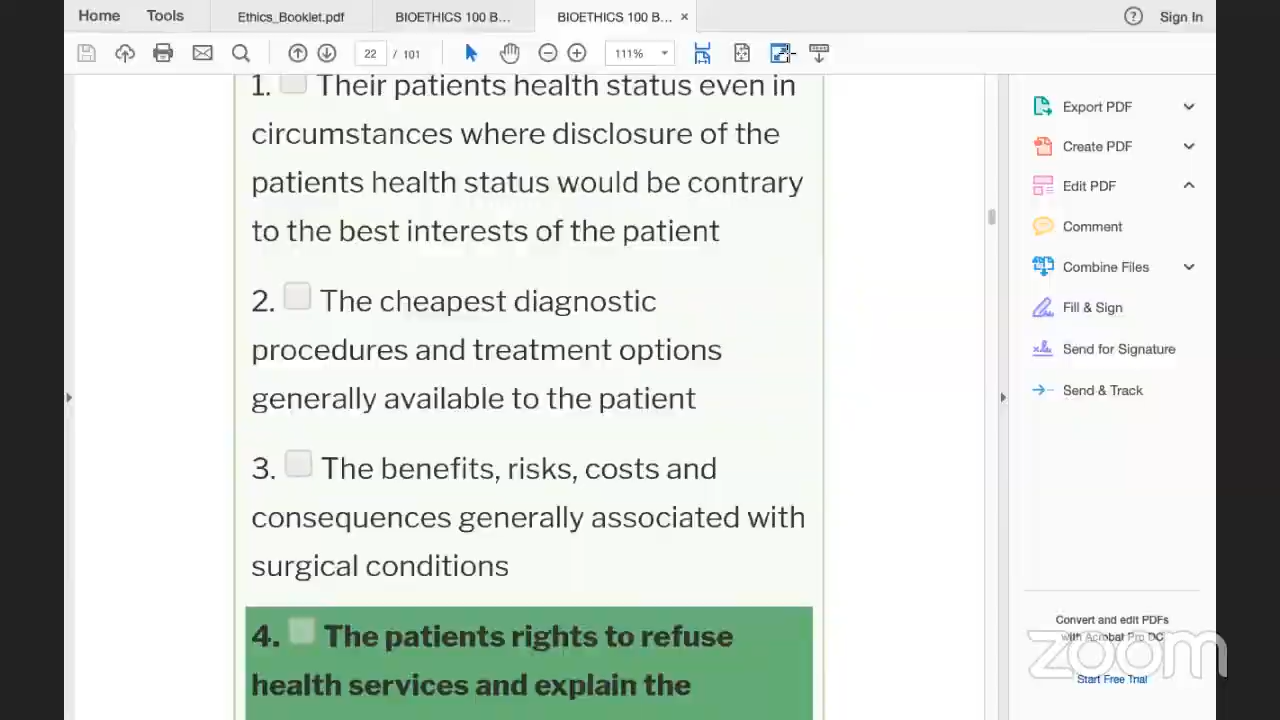 Home Tools Ethics_Booklet.pdf BIOETHICS 100 B... BIOETHICS 100 B... × ? Sign In
22 / 101 111%
1. Their patients health status even in
circumstances where disclosure of the
patients health status would be contrary
to the best interests of the patient
2. The cheapest diagnostic
procedures and treatment options
generally available to the patient
3. The benefits, risks, costs and
consequences generally associated with
surgical conditions
4. The patients rights to refuse
health services and explain the
Export PDF
Create PDF
Edit PDF
Comment
Combine Files
Fill & Sign
Send for Signature
Send & Track
Convert and edit PDFs
with Acrobat Pro DC
Start Free Trial
zoom